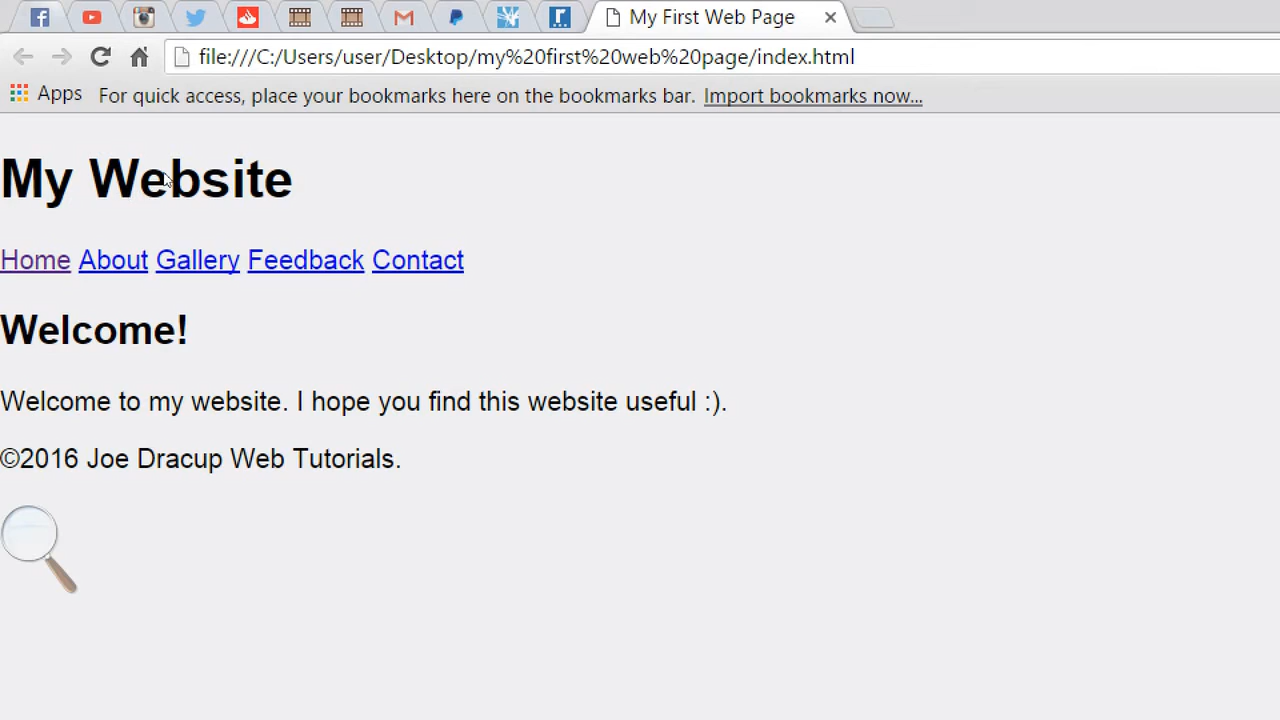 My First Web Page
file:///C:/Users/user/Desktop/my%20first%20web%20page/index.html
Apps For quick access, place your bookmarks here on the bookmarks bar. Import bookmarks now...
My Website
Home About Gallery Feedback Contact
Welcome!
Welcome to my website. I hope you find this website useful :).
©2016 Joe Dracup Web Tutorials.